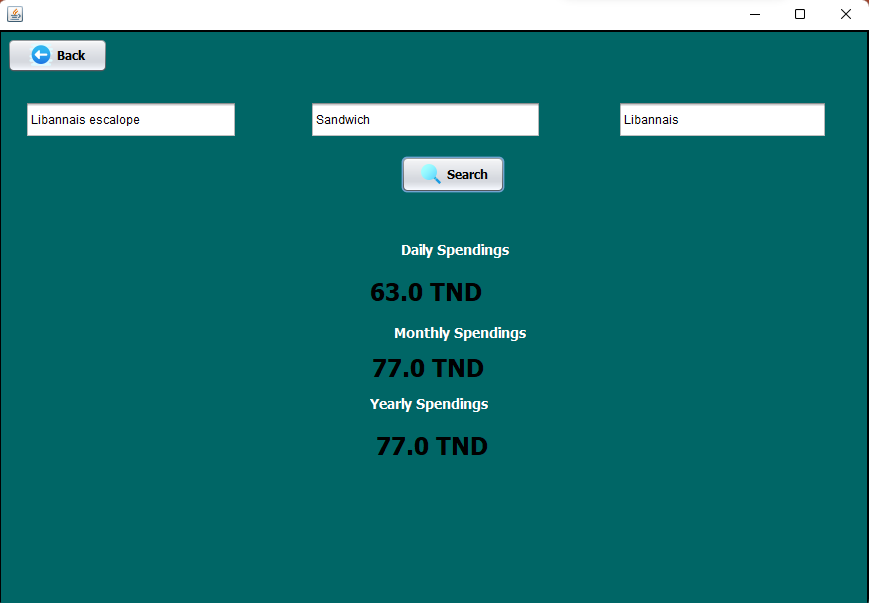 Back
Libannais escalope
Sandwich
Libannais
Search
Daily Spendings
63.0 TND
Monthly Spendings
77.0 TND
Yearly Spendings
77.0 TND